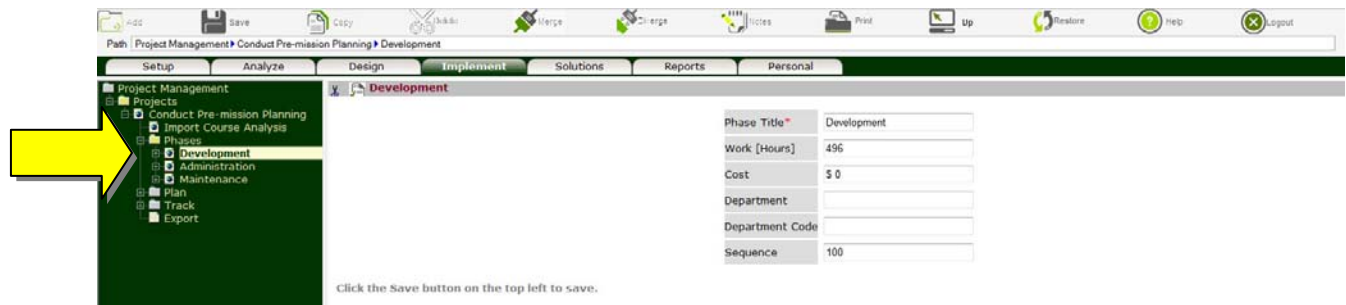 Add Save Copy Merge Notes Print Up Restore Help Logout
Path Project Management Conduct Pre-mission Planning Development
Setup Analyze Design Implement Solutions Reports Personal
Project Management
Projects
Conduct Pre-mission Planning
Import Course Analysis
Phases
Development
Administration
Maintenance
Plan
Track
Export
Development
Phase Title* Development
Work [Hours] 496
Cost $ 0
Department
Department Code
Sequence 100
Click the Save button on the top left to save.